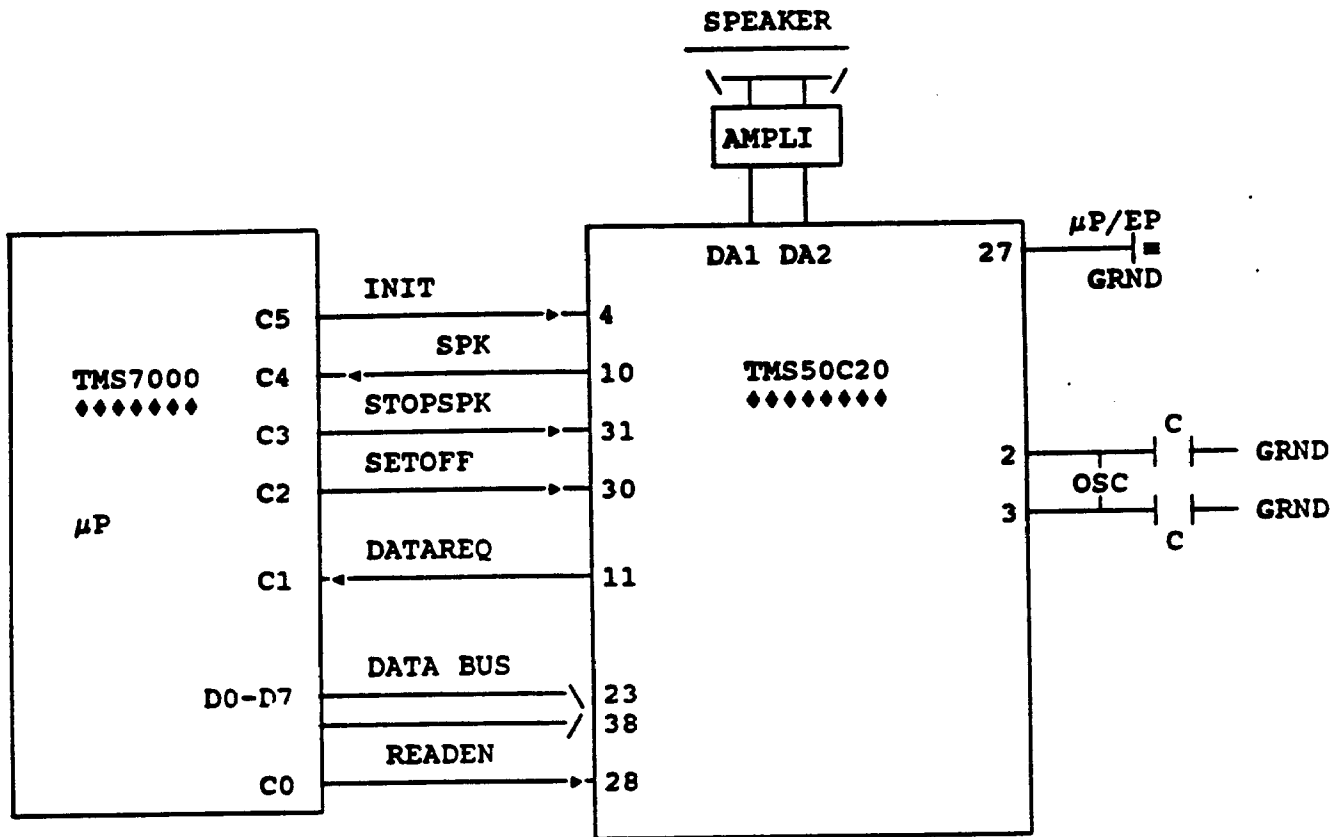 SPEAKER
AMPLI
DA1 DA2
27
μP/EP
GRND
TMS7000
♦♦♦♦♦♦♦
μP
C5
INIT
4
C4
SPK
10
C3
STOPSPK
31
C2
SETOFF
30
C1
DATAREQ
11
D0-D7
DATA BUS
23
38
C0
READEN
28
TMS50C20
♦♦♦♦♦♦♦♦
2
C
GRND
OSC
3
C
GRND